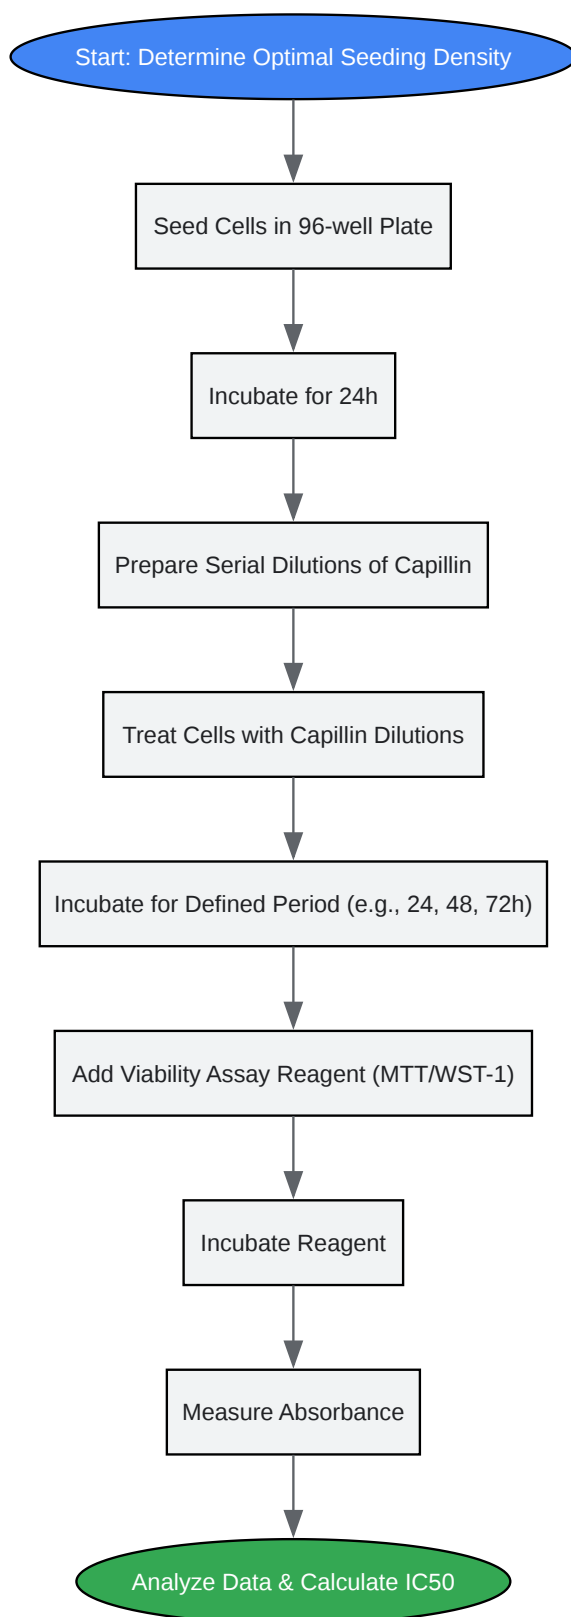 Start: Determine Optimal Seeding Density
Seed Cells in 96-well Plate
Incubate for 24h
Prepare Serial Dilutions of Capillin
Treat Cells with Capillin Dilutions
Incubate for Defined Period (e.g., 24, 48, 72h)
Add Viability Assay Reagent (MTT/WST-1)
Incubate Reagent
Measure Absorbance
Analyze Data & Calculate IC50